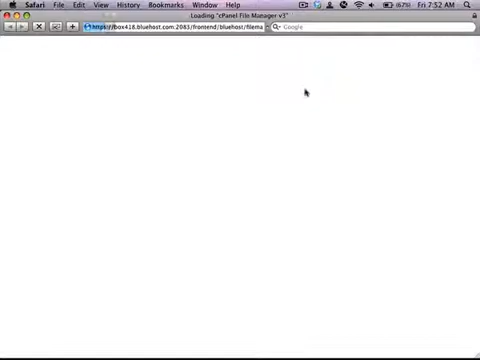 Safari File Edit View History Bookmarks Window Help (67%) Fri 7:52 AM
Loading "cPanel File Manager v3"
https://box418.bluehost.com:2083/frontend/bluehost/filema Google